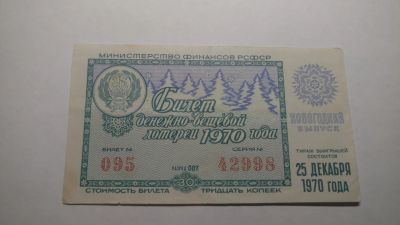 МИНИСТЕРСТВО ФИНАНСОВ РСФСР
Билет
денежно-вещевой
лотереи 1970 года
НОВОГОДНИЙ
ВЫПУСК
БИЛЕТ №
СЕРИЯ №
095
42998
ТИРАЖ ВЫИГРЫШЕЙ
СОСТОИТСЯ
25 ДЕКАБРЯ
1970 ГОДА
30
СТОИМОСТЬ БИЛЕТА
ТРИДЦАТЬ КОПЕЕК